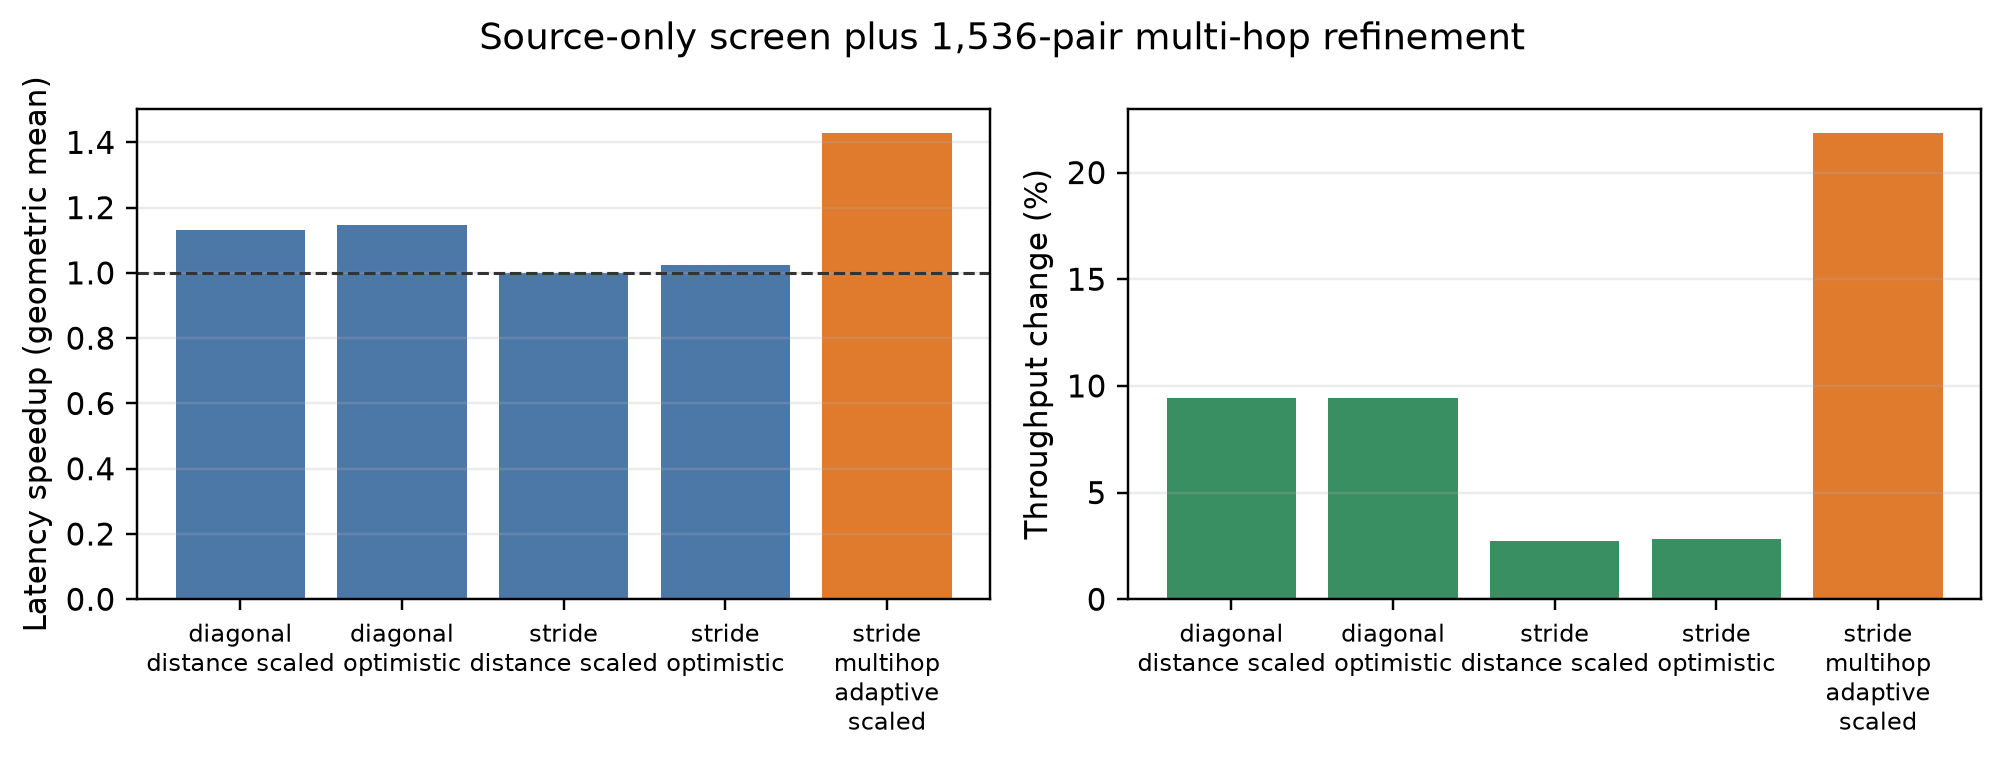 Source-only screen plus 1,536-pair multi-hop refinement
Latency speedup (geometric mean)
1.4
1.2
1.0
0.8
0.6
0.4
0.2
0.0
diagonal
distance scaled
diagonal
optimistic
stride
distance scaled
stride
optimistic
stride
multihop
adaptive
scaled
Throughput change (%)
20
15
10
5
0
diagonal
distance scaled
diagonal
optimistic
stride
distance scaled
stride
optimistic
stride
multihop
adaptive
scaled